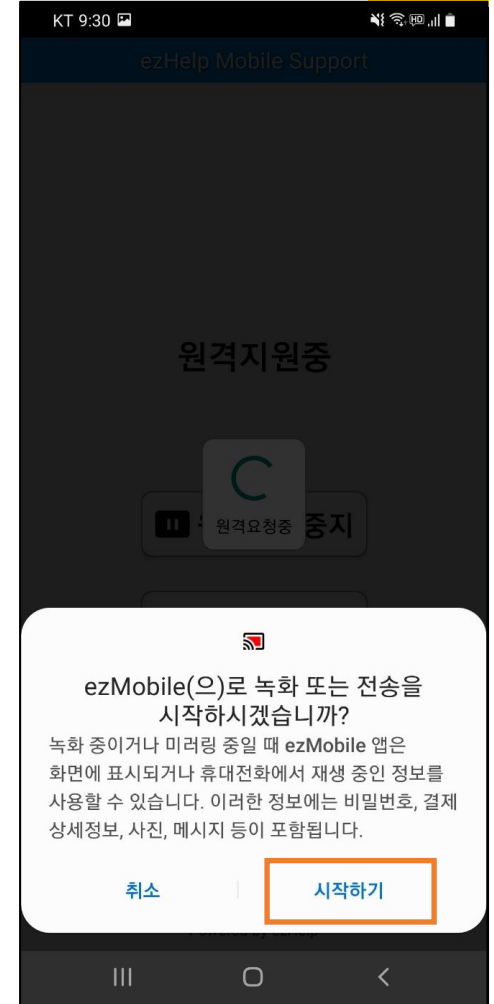 KT 9:30
ezHelp Mobile Support
원격지원중
원격요청중
중지
ezMobile(으)로 녹화 또는 전송을
시작하시겠습니까?
녹화 중이거나 미러링 중일 때 ezMobile 앱은
화면에 표시되거나 휴대전화에서 재생 중인 정보를
사용할 수 있습니다. 이러한 정보에는 비밀번호, 결제
상세정보, 사진, 메시지 등이 포함됩니다.
취소
시작하기